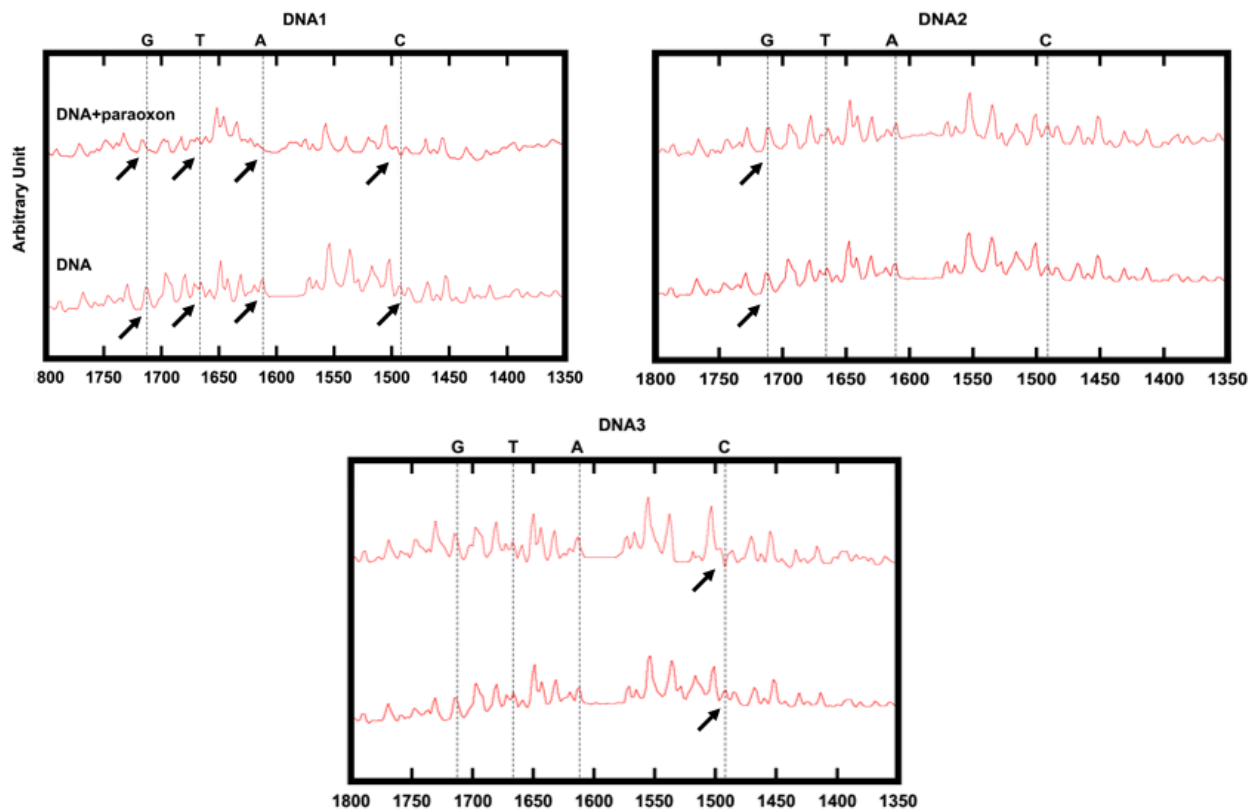 DNA1
G T A C
DNA+paraoxon
DNA
Arbitrary Unit
800 1750 1700 1650 1600 1550 1500 1450 1400 1350
DNA2
G T A C
1800 1750 1700 1650 1600 1550 1500 1450 1400 1350
DNA3
G T A C
1800 1750 1700 1650 1600 1550 1500 1450 1400 1350